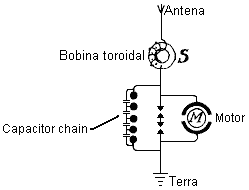 Antena
Bobina toroidal S
Capacitor chain
M Motor
Terra